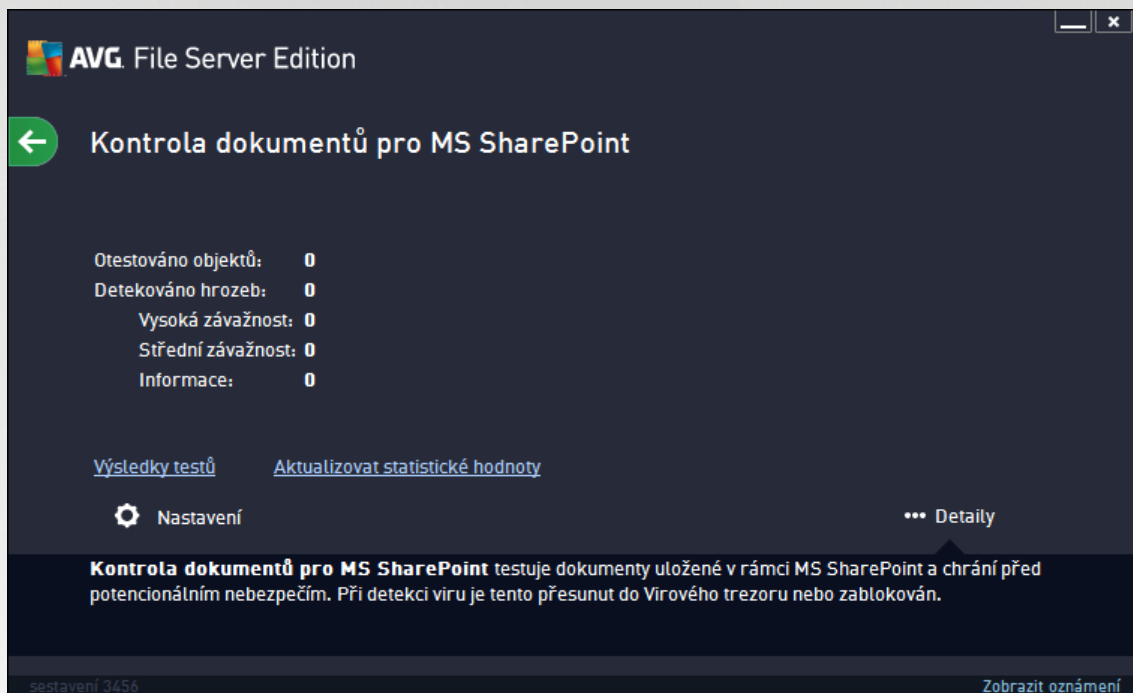 AVG. File Server Edition
Kontrola dokumentů pro MS SharePoint
Otestováno objektů: 0
Detekováno hrozeb: 0
Vysoká závažnost: 0
Střední závažnost: 0
Informace: 0
Výsledky testů Aktualizovat statistické hodnoty
Nastavení ••• Detaily
Kontrola dokumentů pro MS SharePoint testuje dokumenty uložené v rámci MS SharePoint a chrání před
potencionálním nebezpečím. Při detekci viru je tento přesunut do Virového trezoru nebo zablokován.
sestavení 3456 Zobrazit oznámení